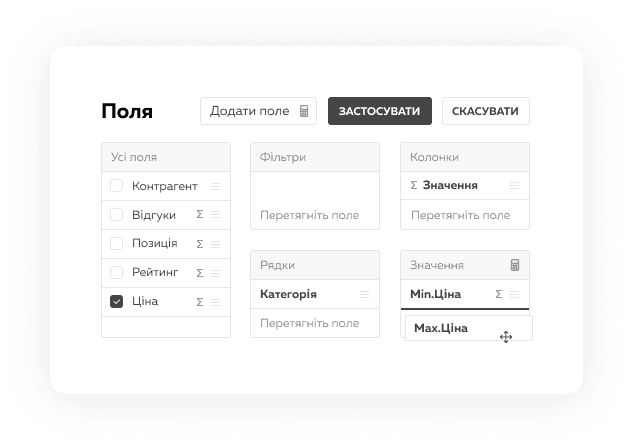 Поля
Додати поле
ЗАСТОСУВАТИ
СКАСУВАТИ
Усі поля
Контрагент
Відгуки Σ
Позиція Σ
Рейтинг Σ
Ціна Σ
Фільтри
Перетягніть поле
Колонки
Σ Значення
Перетягніть поле
Рядки
Категорія
Перетягніть поле
Значення
Min.Ціна Σ
Max.Ціна